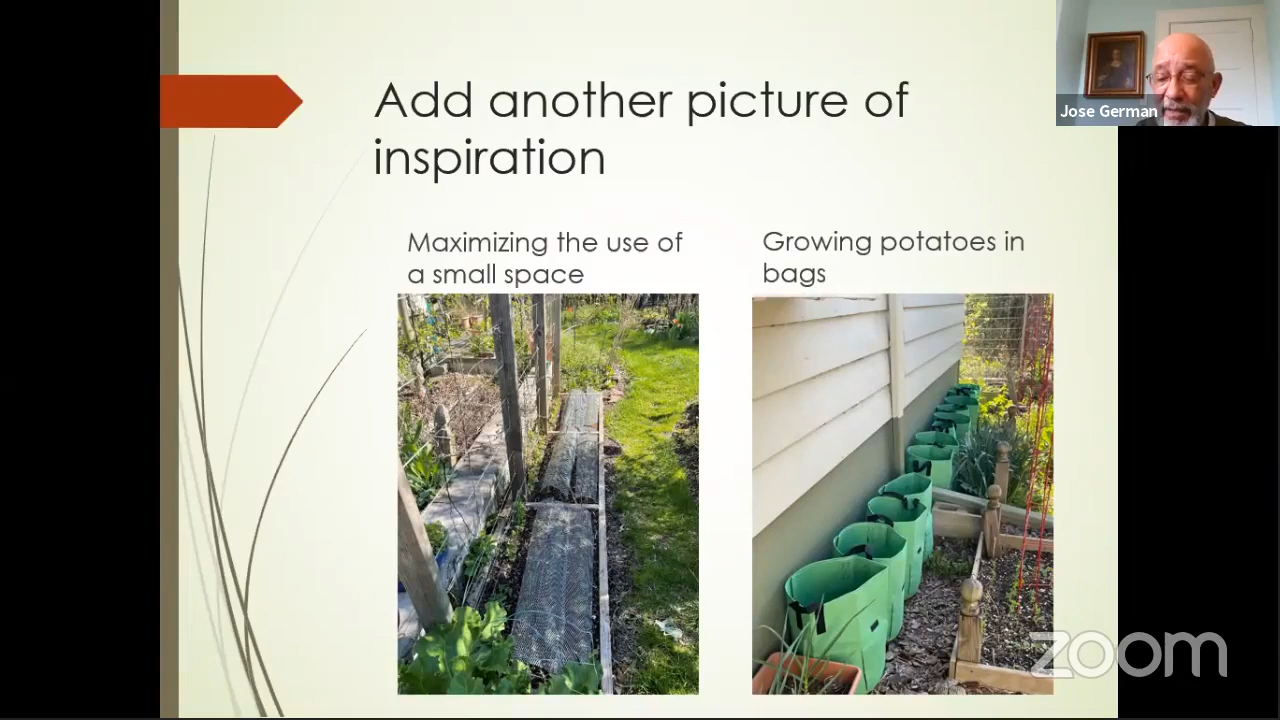 Add another picture of
inspiration
Jose German
Maximizing the use of
a small space
Growing potatoes in
bags
zoom